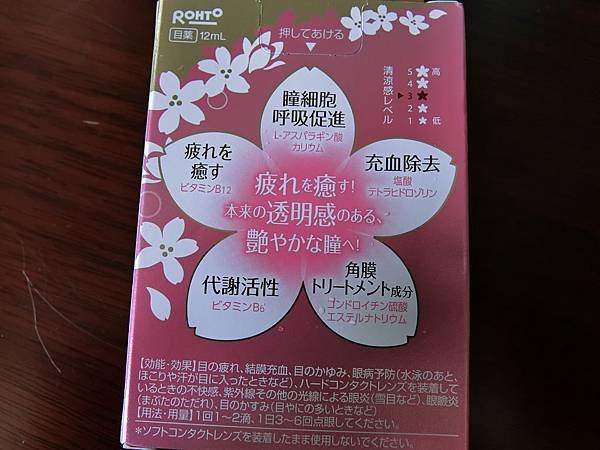 ROHTO
目薬 12mL
押してあける
清涼感レベル
5 高
4
3
2
1 低
瞳細胞
呼吸促進
L-アスパラギン酸
カリウム
疲れを
癒す
ビタミンB12
充血除去
塩酸
テトラヒドロゾリン
疲れを癒す!
本来の透明感のある、
艶やかな瞳へ!
代謝活性
ビタミンB6
角膜
トリートメント成分
コンドロイチン硫酸
エステルナトリウム
【効能・効果】目の疲れ、結膜充血、目のかゆみ、眼病予防(水泳のあと、
ほこりや汗が目に入ったときなど)、ハードコンタクトレンズを装着して
いるときの不快感、紫外線その他の光線による眼炎(雪目など)、眼瞼炎
(まぶたのただれ)、目のかすみ(目やにの多いときなど)
【用法・用量】1回1~2滴、1日3~6回点眼してください。
*ソフトコンタクトレンズを装着したまま使用しないでください。